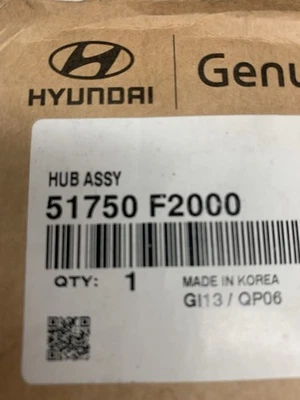 HYUNDAI
Genu
HUB ASSY
51750 F2000
QTY: 1
MADE IN KOREA
GI13 / QP06